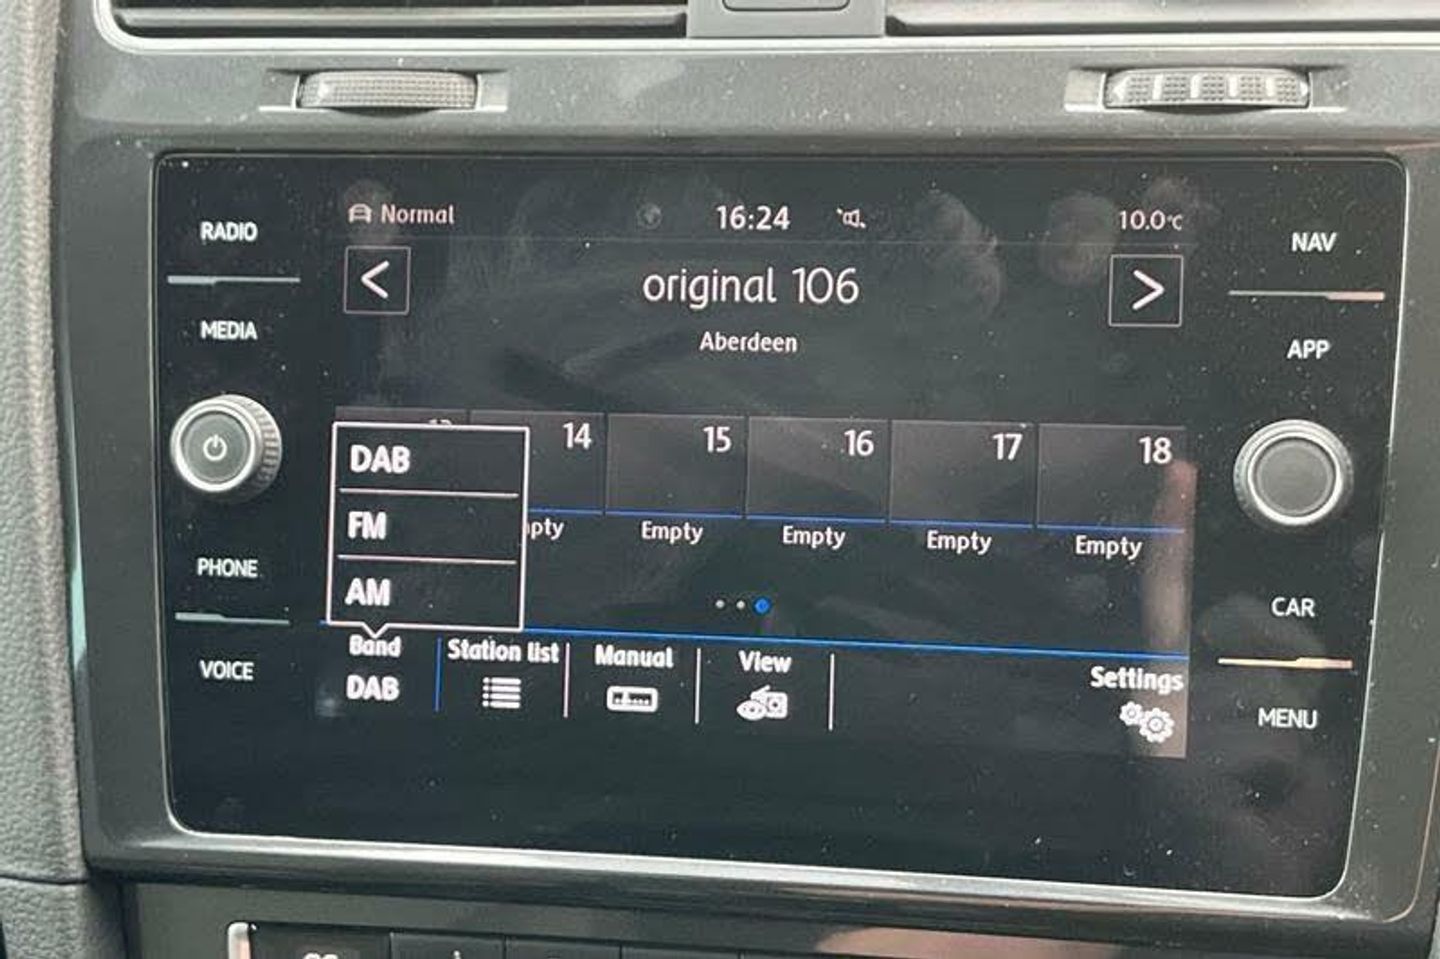 RADIO
MEDIA
PHONE
VOICE
Normal
16:24
10.0°C
original 106
Aberdeen
14
15
16
17
18
Empty
Empty
Empty
Empty
DAB
FM
AM
Band
DAB
Station list
Manual
View
Settings
NAV
APP
CAR
MENU